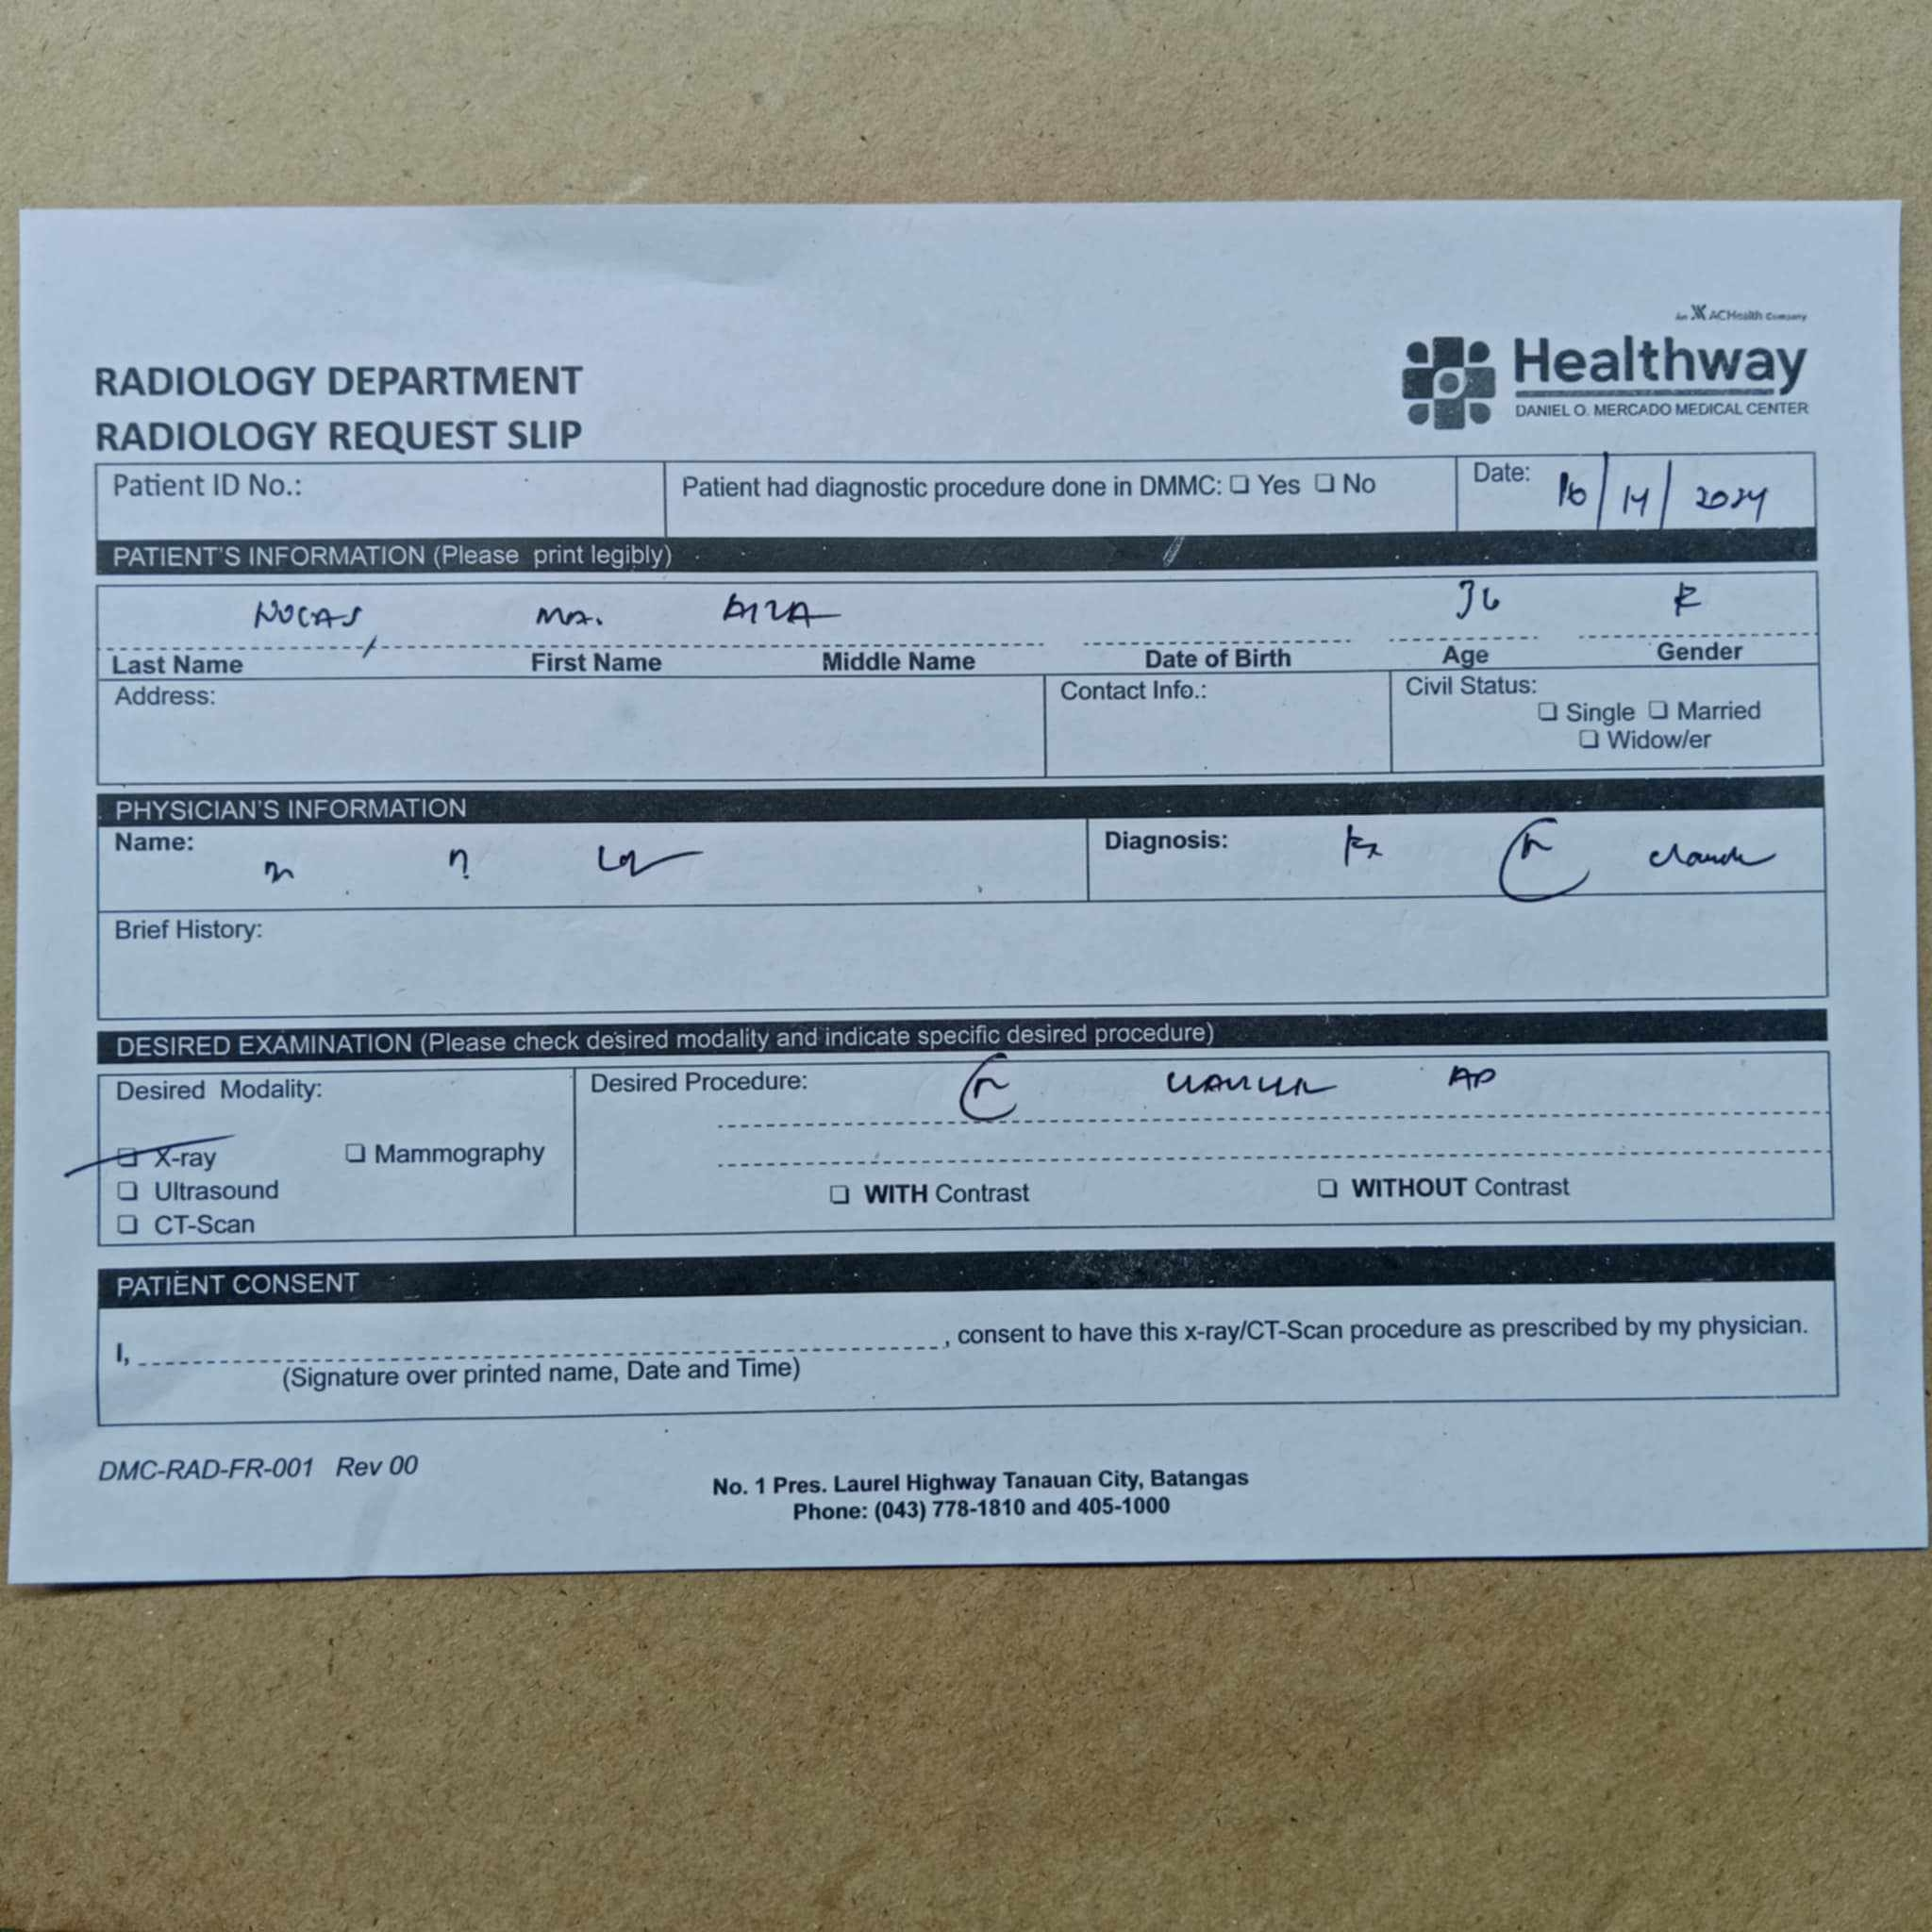 An ACHealth Company
Healthway
DANIEL O. MERCADO MEDICAL CENTER
RADIOLOGY DEPARTMENT
RADIOLOGY REQUEST SLIP
Patient ID No.:
Patient had diagnostic procedure done in DMMC: ☐ Yes ☐ No
Date: 10/14/2024
PATIENT'S INFORMATION (Please print legibly)
MA. AIZA 36 F
Last Name First Name Middle Name Date of Birth Age Gender
Address:
Contact Info.:
Civil Status:
☐ Single ☐ Married
☐ Widow/er
PHYSICIAN'S INFORMATION
Name:
Diagnosis: Fx
Brief History:
DESIRED EXAMINATION (Please check desired modality and indicate specific desired procedure)
Desired Modality:
Desired Procedure: AP
☐ X-ray ☐ Mammography
☐ Ultrasound
☐ CT-Scan
☐ WITH Contrast ☐ WITHOUT Contrast
PATIENT CONSENT
I, , consent to have this x-ray/CT-Scan procedure as prescribed by my physician.
(Signature over printed name, Date and Time)
DMC-RAD-FR-001 Rev 00
No. 1 Pres. Laurel Highway Tanauan City, Batangas
Phone: (043) 778-1810 and 405-1000